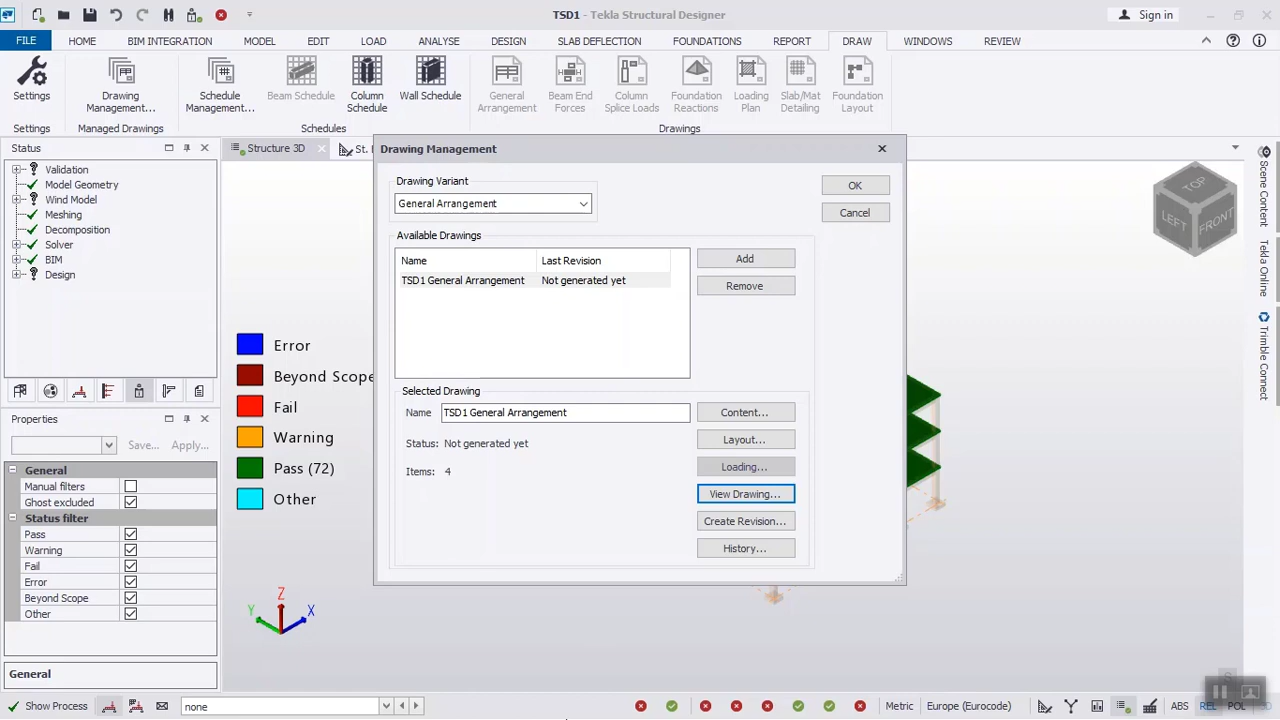 TSD1 - Tekla Structural Designer
Sign in
FILE
HOME
BIM INTEGRATION
MODEL
EDIT
LOAD
ANALYSE
DESIGN
SLAB DEFLECTION
FOUNDATIONS
REPORT
DRAW
WINDOWS
REVIEW
Settings
Drawing
Management...
Schedule
Management...
Beam Schedule
Column
Schedule
Wall Schedule
General
Arrangement
Beam End
Forces
Column
Splice Loads
Foundation
Reactions
Loading
Plan
Slab/Mat
Detailing
Foundation
Layout
Settings
Managed Drawings
Schedules
Drawings
Status
Validation
Model Geometry
Wind Model
Meshing
Decomposition
Solver
BIM
Design
Structure 3D
St.
Drawing Management
Drawing Variant
General Arrangement
OK
Cancel
Available Drawings
Name
Last Revision
TSD1 General Arrangement
Not generated yet
Add
Remove
Selected Drawing
Name
TSD1 General Arrangement
Status: Not generated yet
Items: 4
Content...
Layout...
Loading...
View Drawing...
Create Revision...
History...
Error
Beyond Scope
Fail
Warning
Pass (72)
Other
Z
Y
X
TOP
LEFT
FRONT
Scene Content
Tekla Online
Trimble Connect
Properties
Save...
Apply...
General
Manual filters
Ghost excluded
Status filter
Pass
Warning
Fail
Error
Beyond Scope
Other
General
Show Process
none
Metric
Europe (Eurocode)
ABS
REL
POL